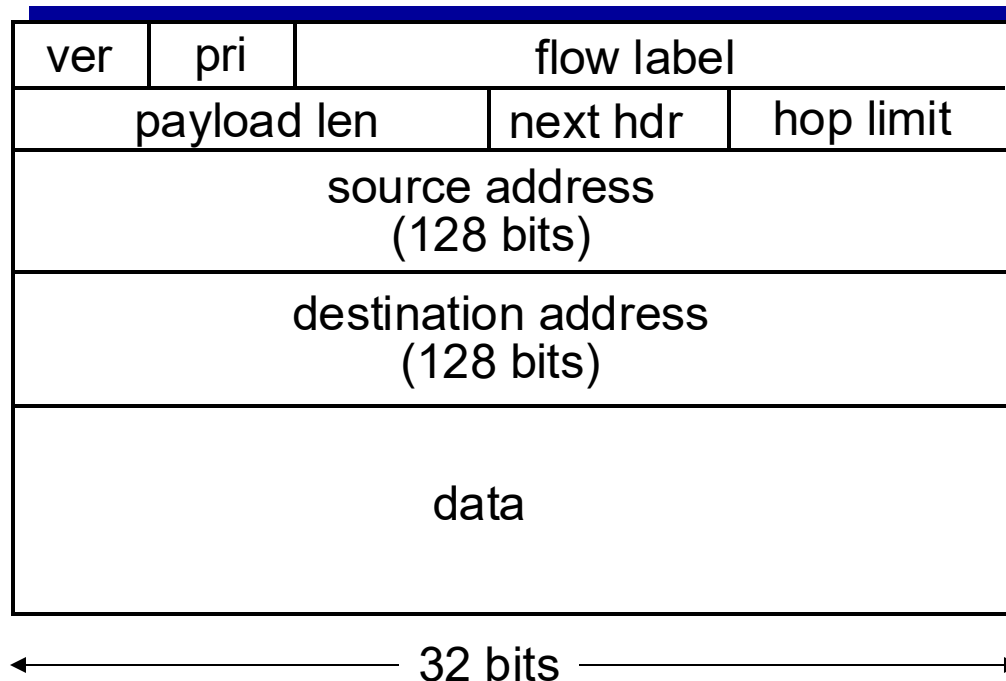 ver pri flow label
payload len next hdr hop limit
source address
(128 bits)
destination address
(128 bits)
data
32 bits